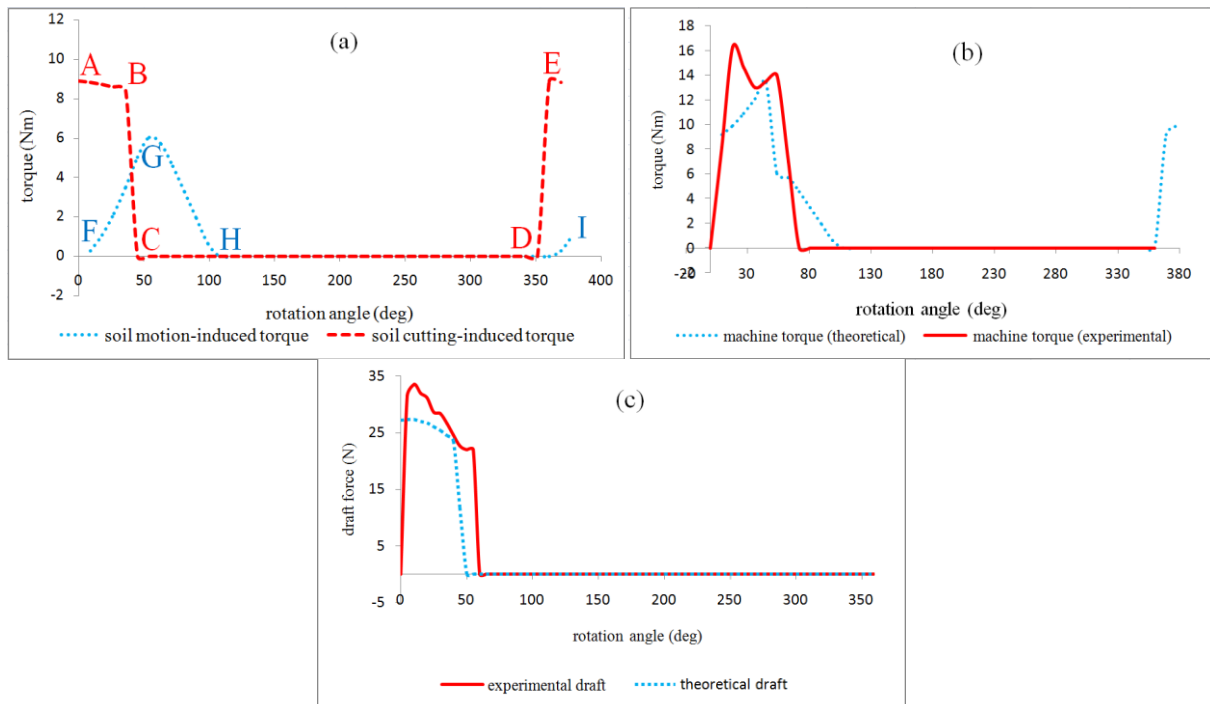 (a)
torque (Nm)
12
10
8
6
4
2
0
-2
A
B
C
D
E
F
G
H
I
0 50 100 150 200 250 300 350 400
rotation angle (deg)
soil motion-induced torque soil cutting-induced torque
(b)
torque (Nm)
18
16
14
12
10
8
6
4
2
0
-2
-20 30 80 130 180 230 280 330 380
rotation angle (deg)
machine torque (theoretical) machine torque (experimental)
(c)
draft force (N)
35
25
15
5
-5
0 50 100 150 200 250 300 350
rotation angle (deg)
experimental draft theoretical draft